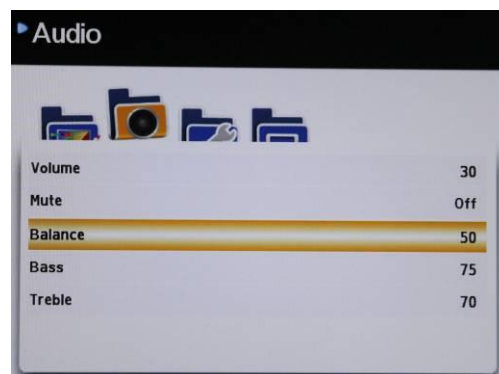 Audio
Volume 30
Mute Off
Balance 50
Bass 75
Treble 70